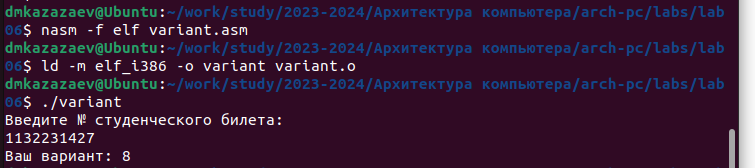 dmkazazaev@Ubuntu:~/work/study/2023-2024/Архитектура компьютера/arch-pc/labs/lab
06$ nasm -f elf variant.asm
dmkazazaev@Ubuntu:~/work/study/2023-2024/Архитектура компьютера/arch-pc/labs/lab
06$ ld -m elf_i386 -o variant variant.o
dmkazazaev@Ubuntu:~/work/study/2023-2024/Архитектура компьютера/arch-pc/labs/lab
06$ ./variant
Введите № студенческого билета:
1132231427
Ваш вариант: 8